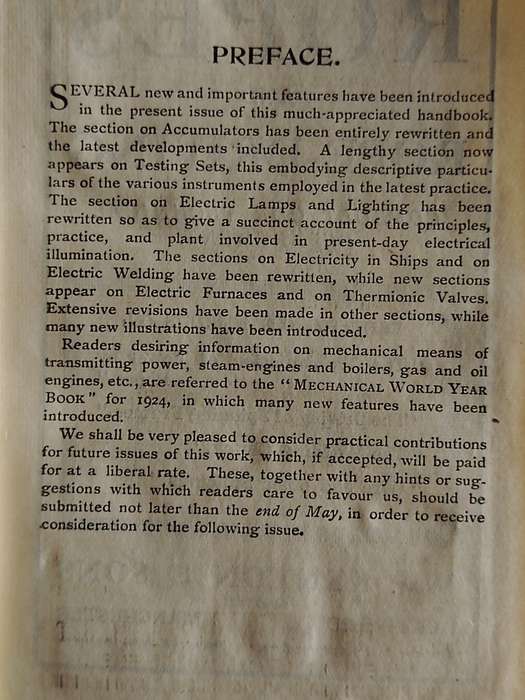 PREFACE.
SEVERAL new and important features have been introduced
in the present issue of this much-appreciated handbook.
The section on Accumulators has been entirely rewritten and
the latest developments included. A lengthy section now
appears on Testing Sets, this embodying descriptive particu-
lars of the various instruments employed in the latest practice.
The section on Electric Lamps and Lighting has been
rewritten so as to give a succinct account of the principles,
practice, and plant involved in present-day electrical
illumination. The sections on Electricity in Ships and on
Electric Welding have been rewritten, while new sections
appear on Electric Furnaces and on Thermionic Valves.
Extensive revisions have been made in other sections, while
many new illustrations have been introduced.
Readers desiring information on mechanical means of
transmitting power, steam-engines and boilers, gas and oil
engines, etc., are referred to the "MECHANICAL WORLD YEAR
BOOK" for 1924, in which many new features have been
introduced.
We shall be very pleased to consider practical contributions
for future issues of this work, which, if accepted, will be paid
for at a liberal rate. These, together with any hints or sug-
gestions with which readers care to favour us, should be
submitted not later than the end of May, in order to receive
consideration for the following issue.